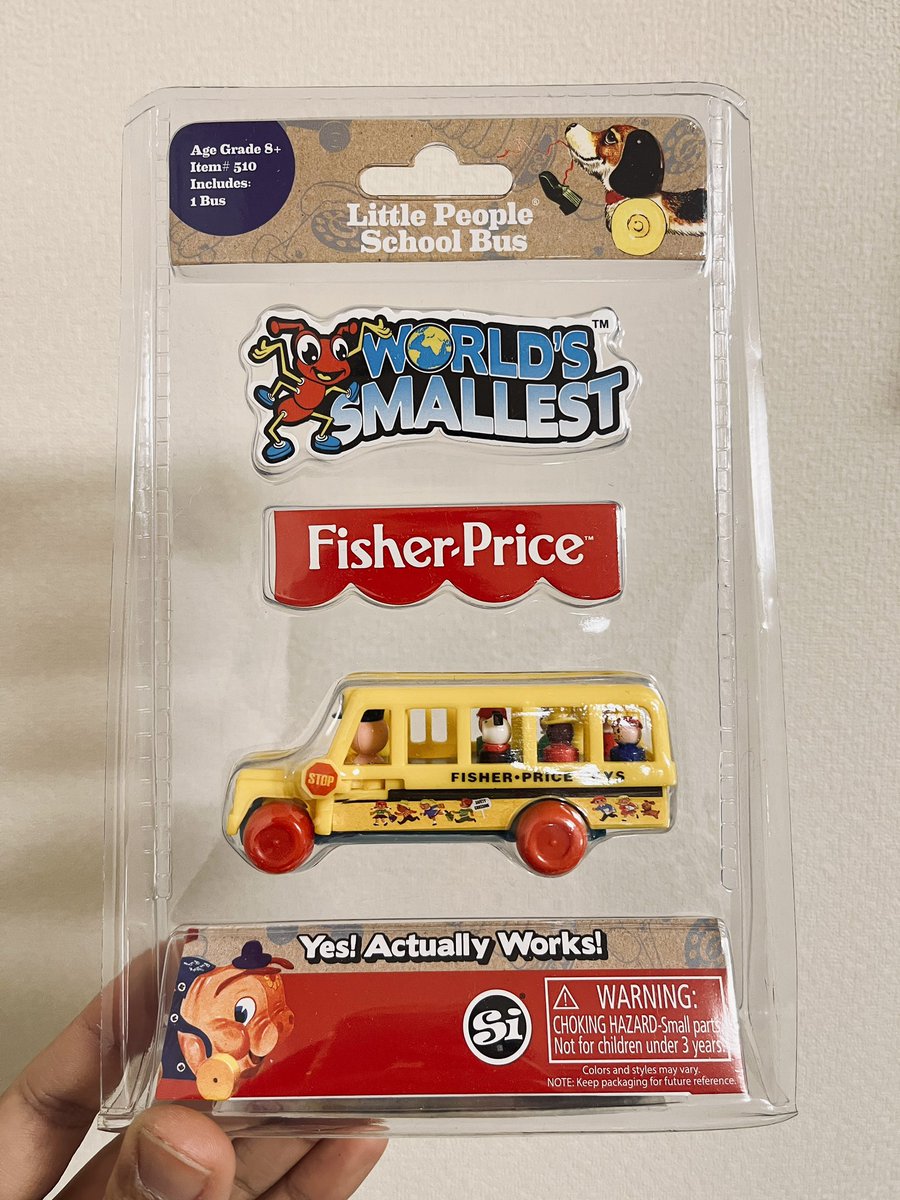 Age Grade 8+
Item# 510
Includes:
1 Bus
Little People®
School Bus
WORLD'S™
SMALLEST
Fisher-Price™
STOP
FISHER•PRICE TOYS
Yes! Actually Works!
Si®
WARNING:
CHOKING HAZARD-Small parts
Not for children under 3 years.
Colors and styles may vary.
NOTE: Keep packaging for future reference.